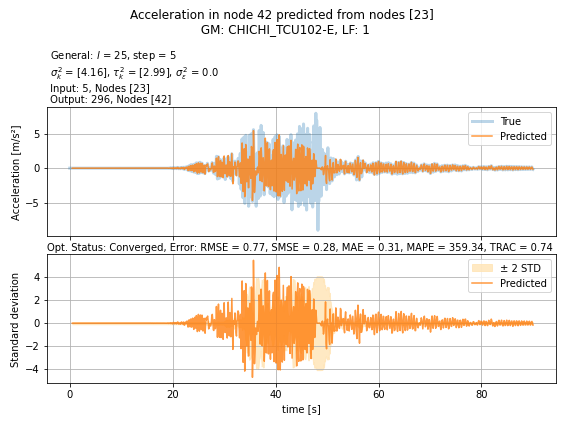 Acceleration in node 42 predicted from nodes [23]
GM: CHICHI_TCU102-E, LF: 1
General: l = 25, step = 5
σ²ₖ = [4.16], τ²ₖ = [2.99], σ²ε = 0.0
Input: 5, Nodes [23]
Output: 296, Nodes [42]
Acceleration [m/s²]
5
0
−5
True
Predicted
Opt. Status: Converged, Error: RMSE = 0.77, SMSE = 0.28, MAE = 0.31, MAPE = 359.34, TRAC = 0.74
Standard deviation
4
2
0
−2
−4
± 2 STD
Predicted
0 20 40 60 80
time [s]